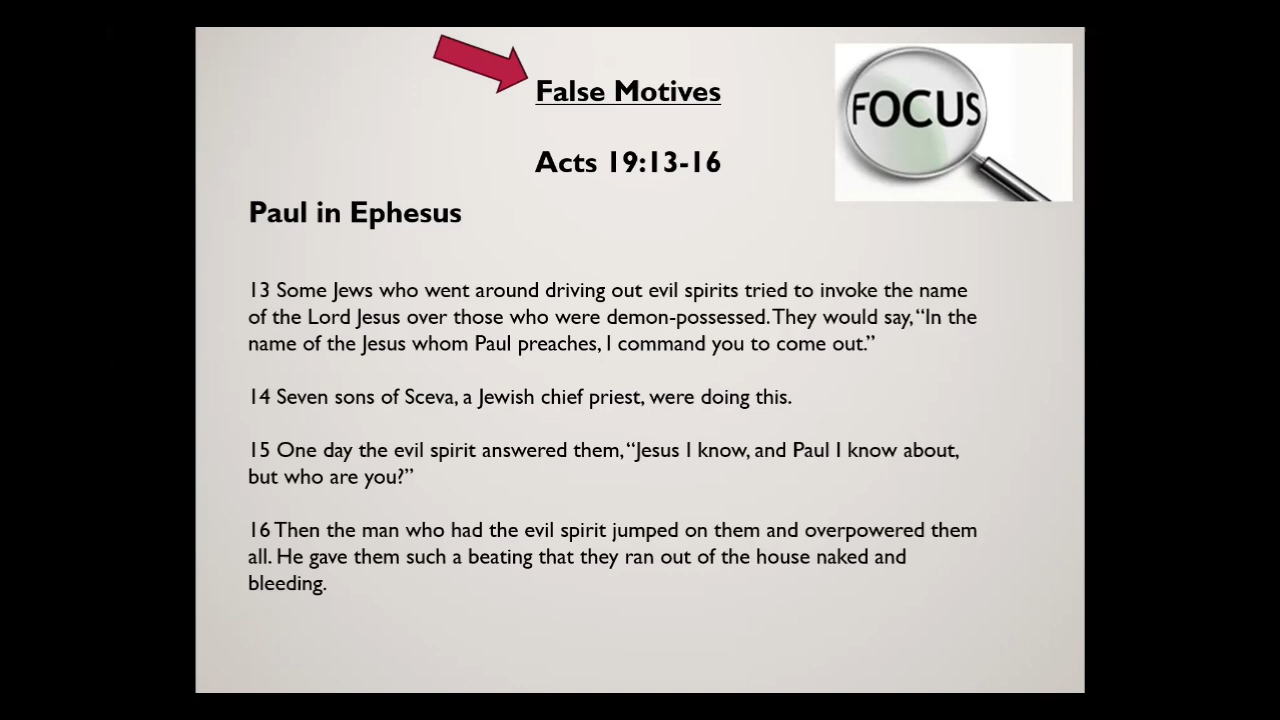 False Motives
FOCUS
Acts 19:13-16
Paul in Ephesus
13 Some Jews who went around driving out evil spirits tried to invoke the name
of the Lord Jesus over those who were demon-possessed. They would say, “In the
name of the Jesus whom Paul preaches, I command you to come out.”
14 Seven sons of Sceva, a Jewish chief priest, were doing this.
15 One day the evil spirit answered them, “Jesus I know, and Paul I know about,
but who are you?”
16 Then the man who had the evil spirit jumped on them and overpowered them
all. He gave them such a beating that they ran out of the house naked and
bleeding.